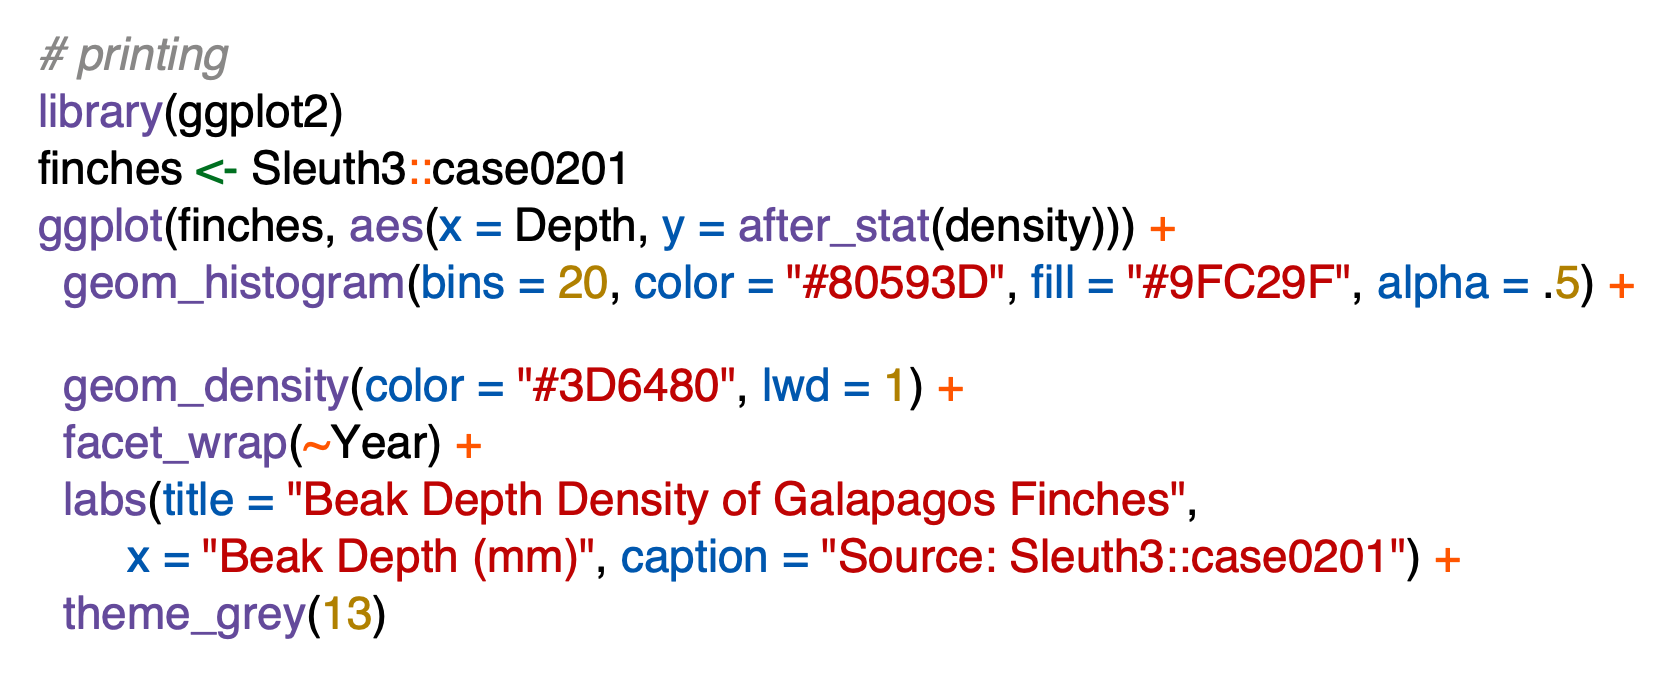 # printing
library(ggplot2)
finches <- Sleuth3::case0201
ggplot(finches, aes(x = Depth, y = after_stat(density))) +
  geom_histogram(bins = 20, color = "#80593D", fill = "#9FC29F", alpha = .5) +
  geom_density(color = "#3D6480", lwd = 1) +
  facet_wrap(~Year) +
  labs(title = "Beak Depth Density of Galapagos Finches",
       x = "Beak Depth (mm)", caption = "Source: Sleuth3::case0201") +
  theme_grey(13)